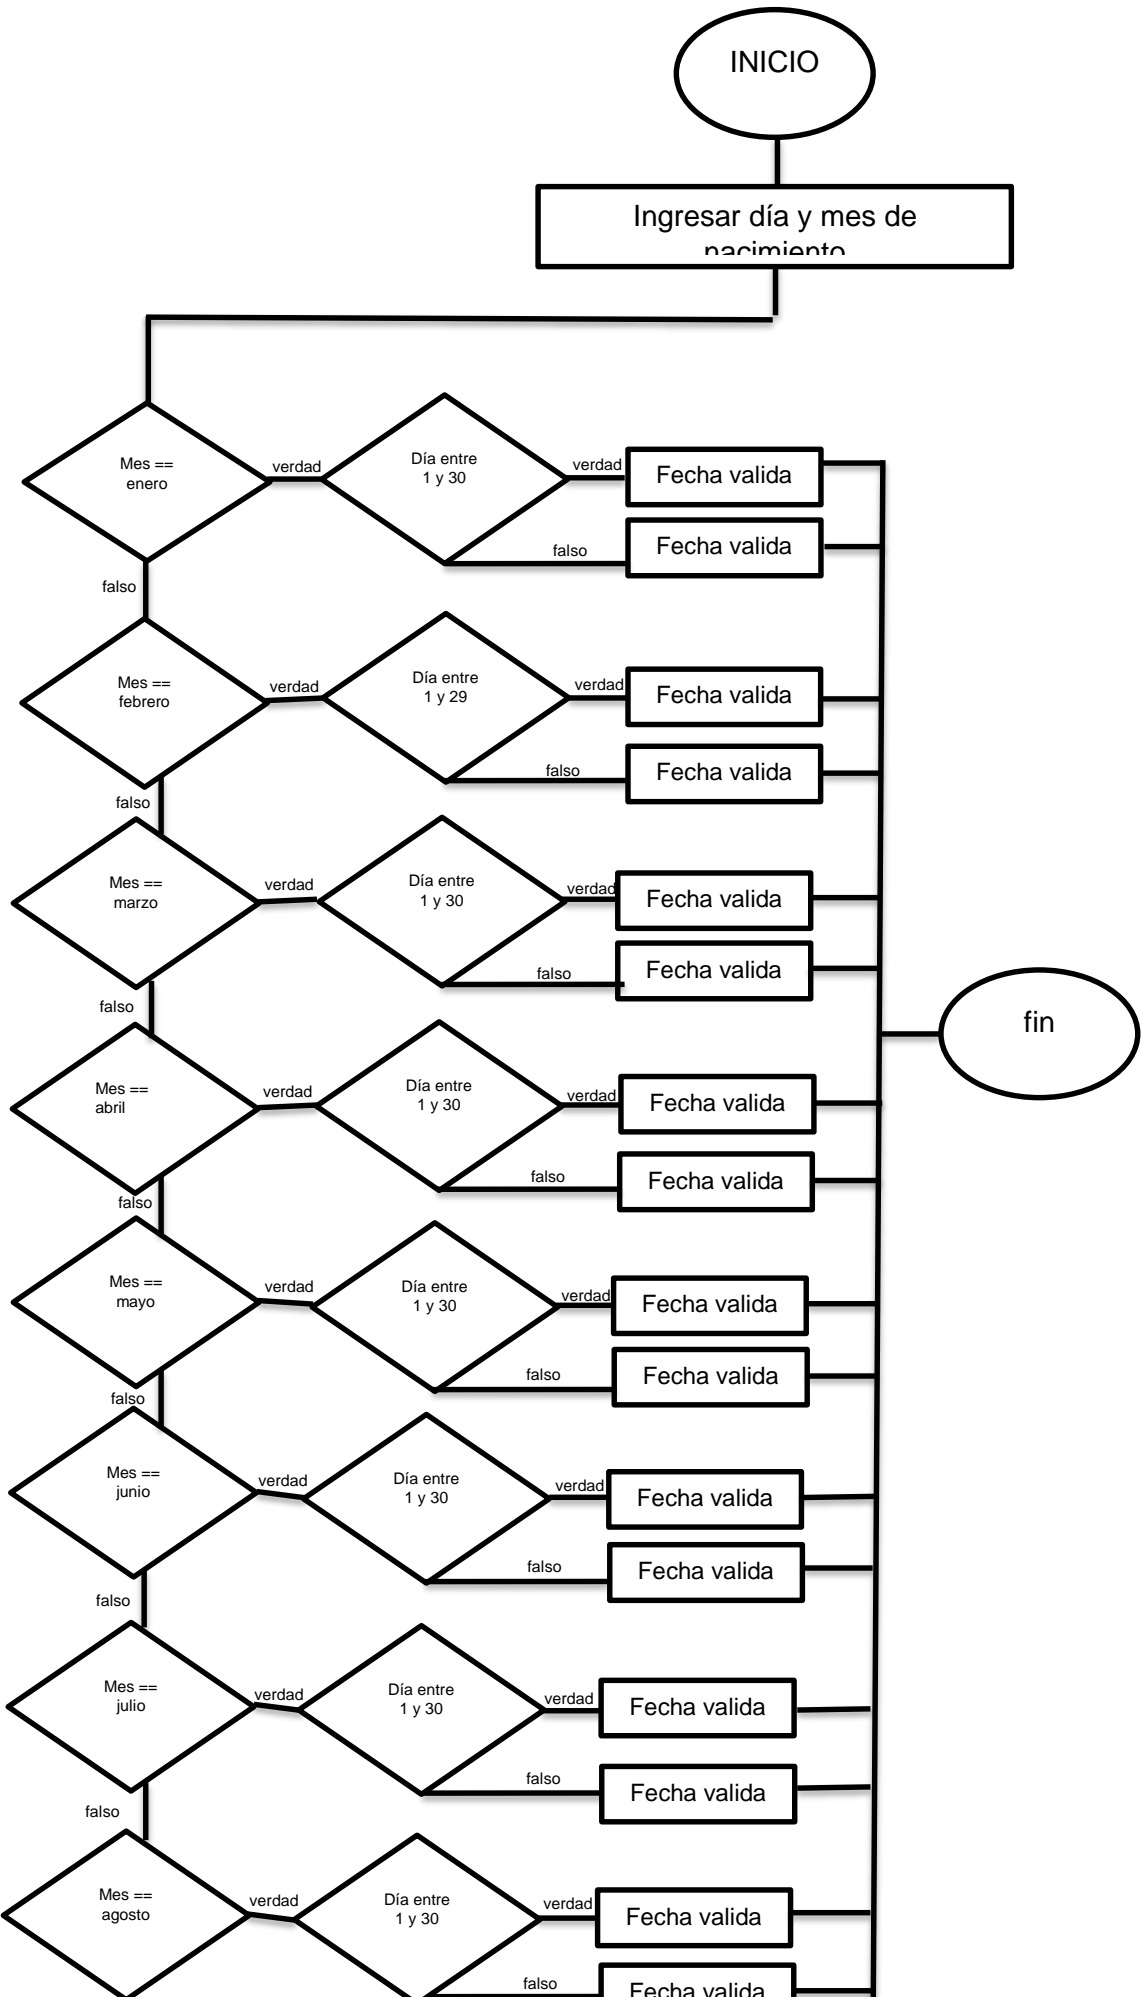 INICIO
Ingresar día y mes de
nacimiento
Mes ==
enero
verdad
Día entre
1 y 30
verdad
Fecha valida
falso
Fecha valida
falso
Mes ==
febrero
verdad
Día entre
1 y 29
verdad
Fecha valida
falso
Fecha valida
falso
Mes ==
marzo
verdad
Día entre
1 y 30
verdad
Fecha valida
falso
Fecha valida
falso
fin
Mes ==
abril
verdad
Día entre
1 y 30
verdad
Fecha valida
falso
Fecha valida
falso
Mes ==
mayo
verdad
Día entre
1 y 30
verdad
Fecha valida
falso
Fecha valida
falso
Mes ==
junio
verdad
Día entre
1 y 30
verdad
Fecha valida
falso
Fecha valida
falso
Mes ==
julio
verdad
Día entre
1 y 30
verdad
Fecha valida
falso
Fecha valida
falso
Mes ==
agosto
verdad
Día entre
1 y 30
verdad
Fecha valida
falso
Fecha valida